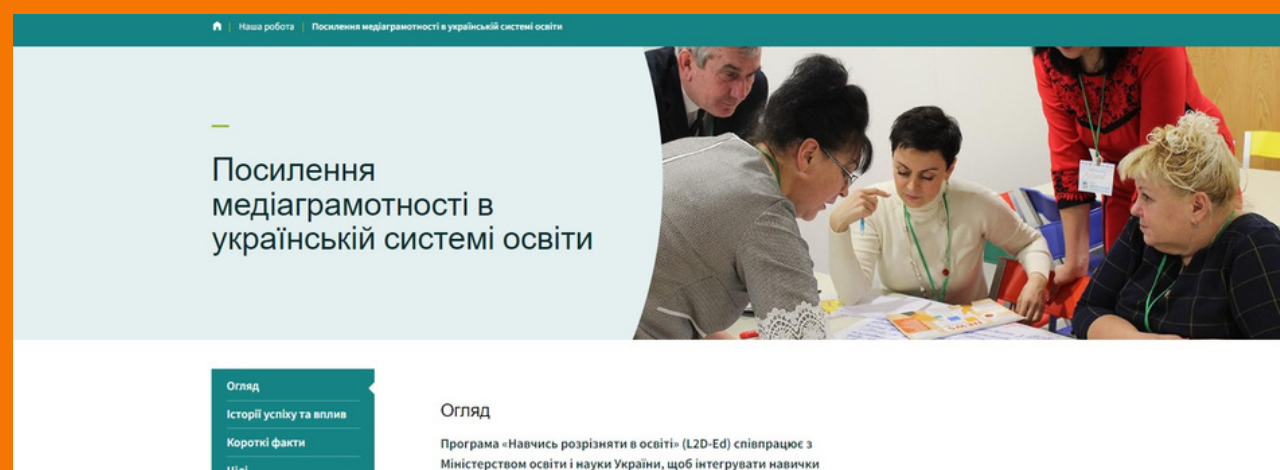 Наша робота | Посилення медіаграмотності в українській системі освіти
Посилення
медіаграмотності в
українській системі освіти
Огляд
Історії успіху та вплив
Короткі факти
Цілі
Огляд
Програма «Навчись розрізняти в освіті» (L2D-Ed) співпрацює з
Міністерством освіти і науки України, щоб інтегрувати навички